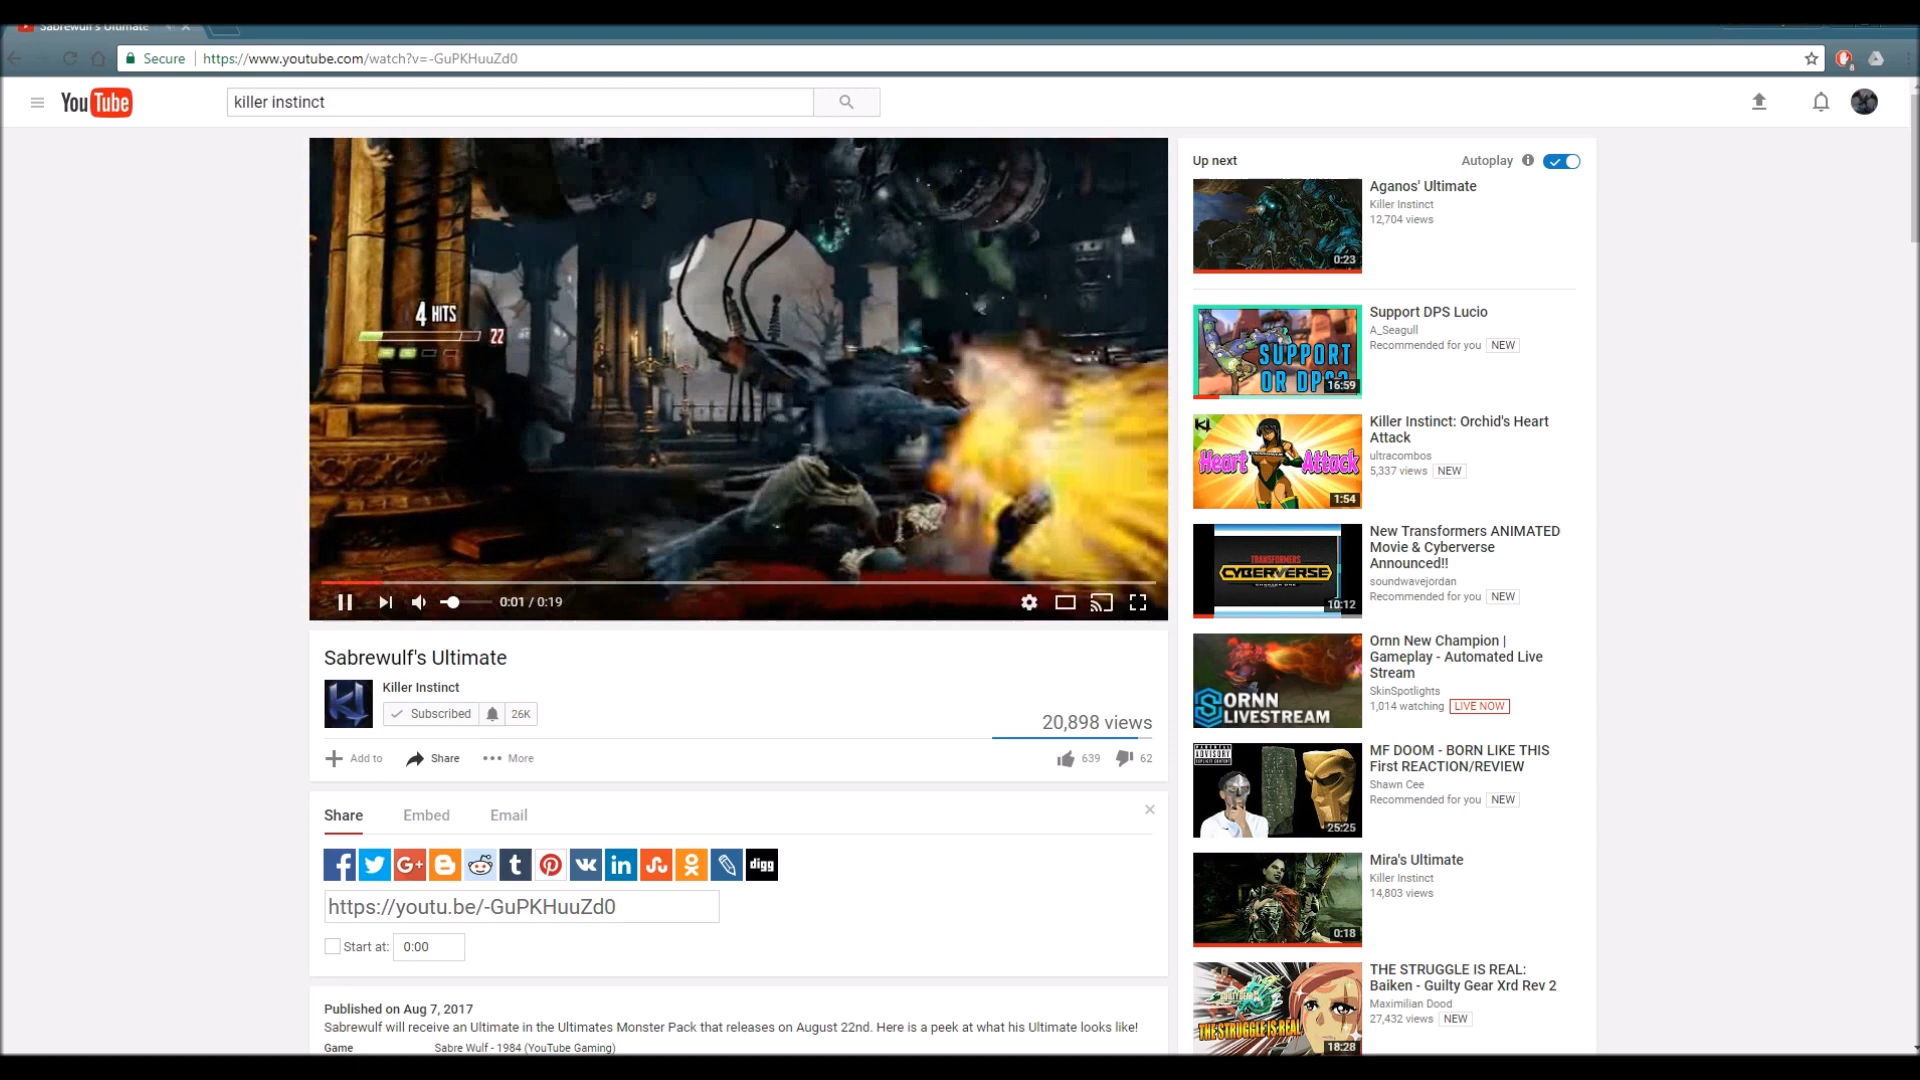 Sabrewulf's Ultimate
Secure
https://www.youtube.com/watch?v=-GuPKHuuZd0
YouTube
killer instinct
4 HITS
22
0:01 / 0:19
Sabrewulf's Ultimate
Killer Instinct
Subscribed
26K
20,898 views
Add to
Share
More
639
62
Share
Embed
Email
digg
https://youtu.be/-GuPKHuuZd0
Start at:
0:00
Published on Aug 7, 2017
Sabrewulf will receive an Ultimate in the Ultimates Monster Pack that releases on August 22nd. Here is a peek at what his Ultimate looks like!
Game
Sabre Wulf - 1984 (YouTube Gaming)
Up next
Autoplay
0:23
Aganos' Ultimate
Killer Instinct
12,704 views
SUPPORT
OR DPS?
16:59
Support DPS Lucio
A_Seagull
Recommended for you NEW
Heart Attack
1:54
Killer Instinct: Orchid's Heart
Attack
ultracombos
5,337 views NEW
TRANSFORMERS
CYBERVERSE
10:12
New Transformers ANIMATED
Movie & Cyberverse
Announced!!
soundwavejordan
Recommended for you NEW
ORNN
LIVESTREAM
Ornn New Champion |
Gameplay - Automated Live
Stream
SkinSpotlights
1,014 watching LIVE NOW
25:25
MF DOOM - BORN LIKE THIS
First REACTION/REVIEW
Shawn Cee
Recommended for you NEW
0:18
Mira's Ultimate
Killer Instinct
14,803 views
THE STRUGGLE IS REAL
18:28
THE STRUGGLE IS REAL:
Baiken - Guilty Gear Xrd Rev 2
Maximilian Dood
27,432 views NEW